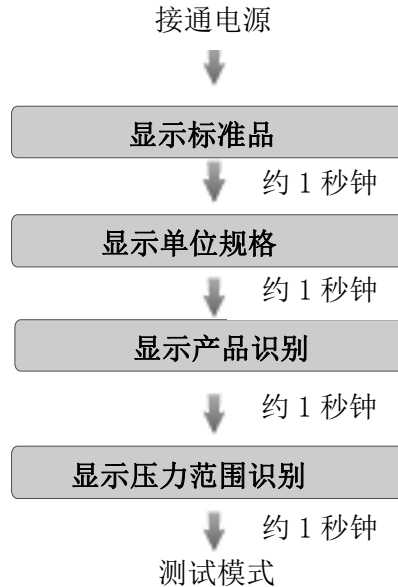 接通电源
显示标准品
约 1 秒钟
显示单位规格
约 1 秒钟
显示产品识别
约 1 秒钟
显示压力范围识别
约 1 秒钟
测试模式